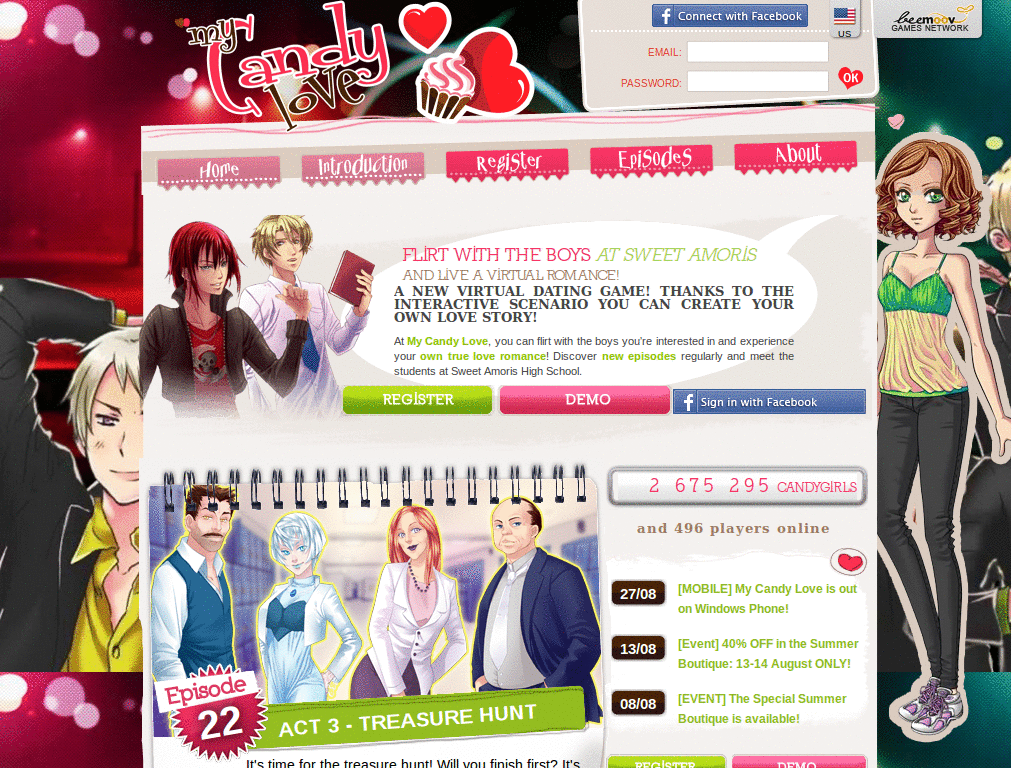 my Candy love
Connect with Facebook
US
beemoov
GAMES NETWORK
EMAIL:
PASSWORD:
OK
Home
Introduction
Register
Episodes
About
FLIRT WITH THE BOYS AT SWEET AMORIS
AND LIVE A VIRTUAL ROMANCE!
A NEW VIRTUAL DATING GAME! THANKS TO THE
INTERACTIVE SCENARIO YOU CAN CREATE YOUR
OWN LOVE STORY!
At My Candy Love, you can flirt with the boys you're interested in and experience
your own true love romance! Discover new episodes regularly and meet the
students at Sweet Amoris High School.
REGISTER
DEMO
Sign in with Facebook
2 675 295 CANDYGIRLS
and 496 players online
27/08
[MOBILE] My Candy Love is out
on Windows Phone!
13/08
[Event] 40% OFF in the Summer
Boutique: 13-14 August ONLY!
08/08
[EVENT] The Special Summer
Boutique is available!
Episode
22
ACT 3 - TREASURE HUNT
It's time for the treasure hunt! Will you finish first? It's
REGISTER
DEMO